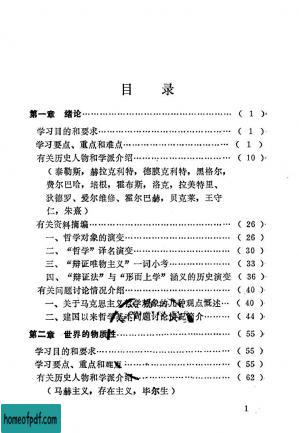 目 录
第一章 绪论……………………………………( 1 )
学习目的和要求………………………………( 1 )
学习要点、重点和难点………………………( 1 )
有关历史人物和学派介绍……………………( 10 )
(泰勒斯,赫拉克利特,德膜克利特,黑格尔,
费尔巴哈,培根,霍布斯,洛克,拉美特里、
狄德罗、爱尔维修、霍尔巴赫、贝克莱,王守
仁、朱熹)
有关资料摘编…………………………………( 26 )
一、哲学对象的演变…………………………( 26 )
二、“哲学”译名演变………………………( 30 )
三、“辩证唯物主义”一词小考……………( 33 )
四、“辩证法”与“形而上学”涵义的历史演变 ( 36 )
有关问题讨论情况介绍………………………( 40 )
一、关于马克思主义哲学对象的几种观点概述…( 40 )
二、建国以来哲学 问题讨论 简介……( 44 )
第二章 世界的物质性…………………………( 55 )
学习目的和要求………………………………( 55 )
学习要点、重点和难点………………………( 55 )
有关历史人物和学派介绍……………………( 62 )
(马赫主义,存在主义,毕尔生)
1
homeofpdf.com